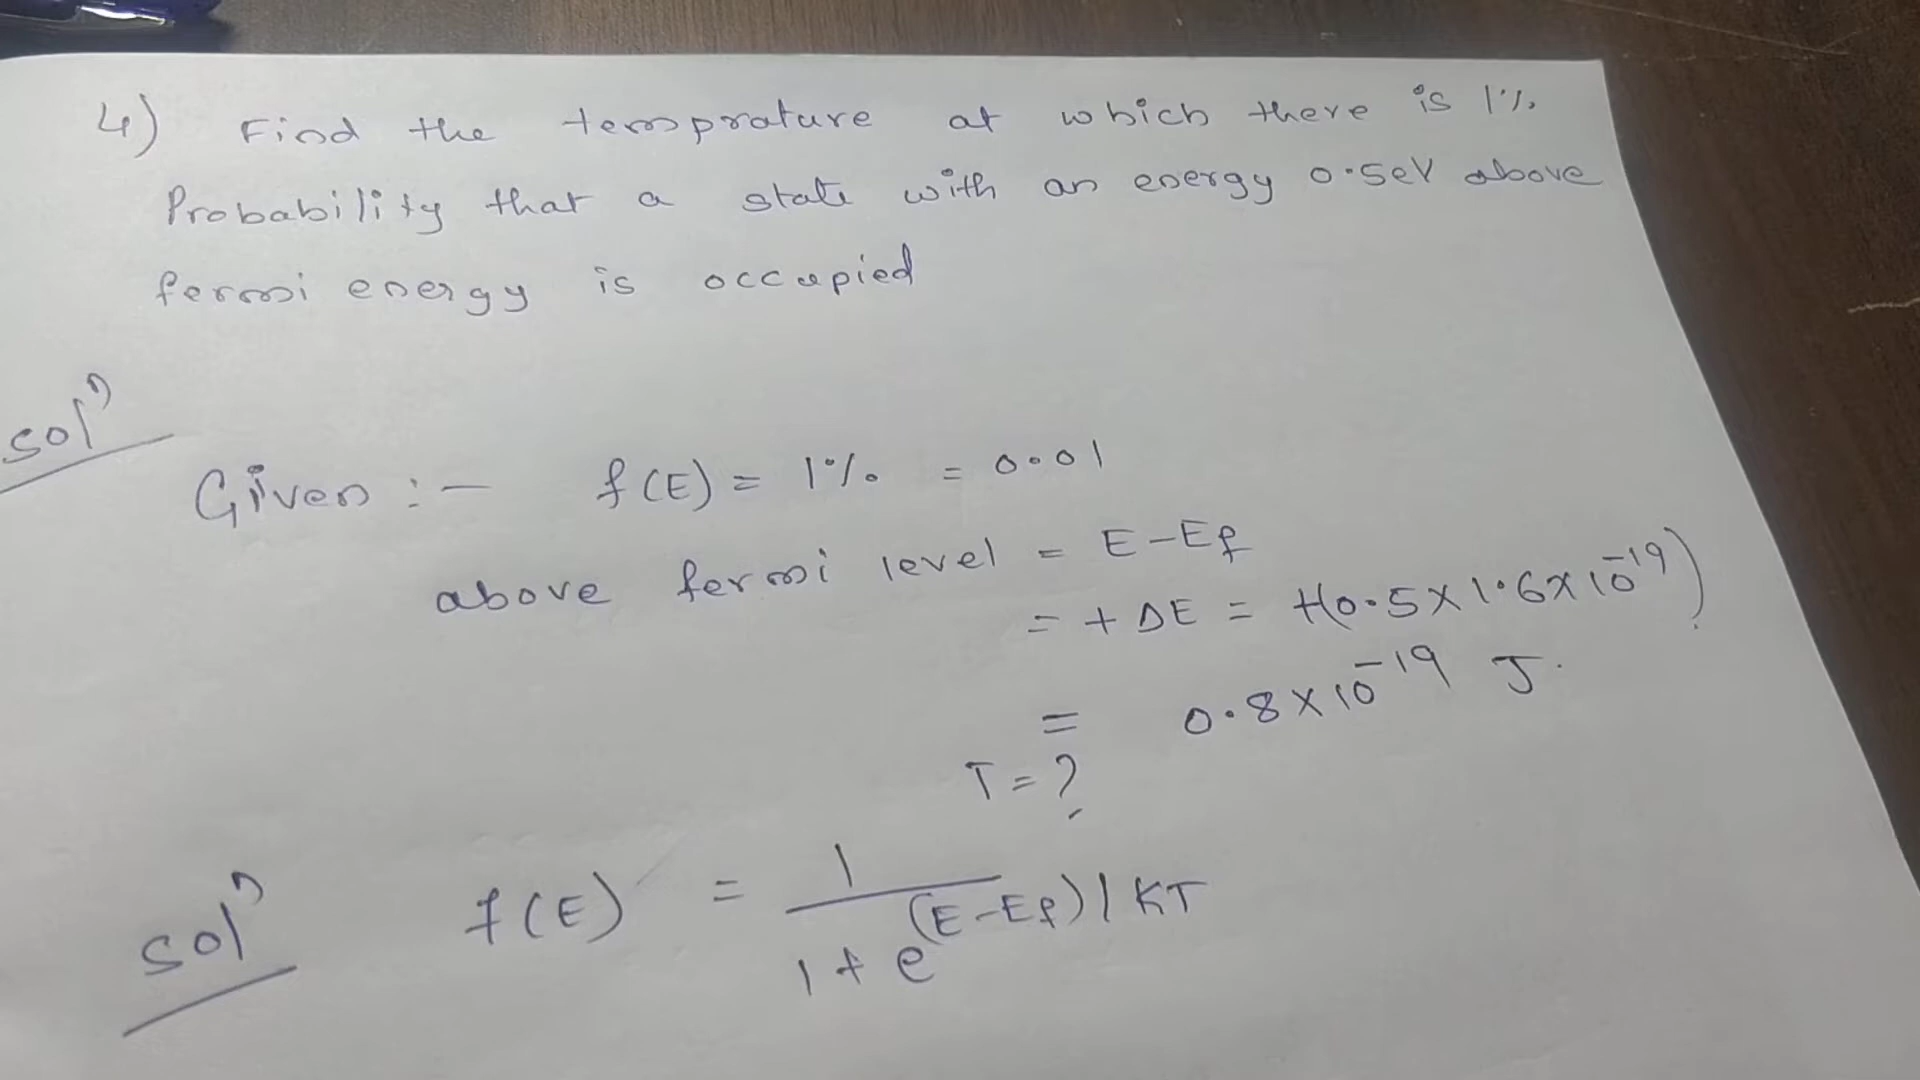 4) Find the temprature at which there is 1%
Probability that a state with an energy 0.5eV above
fermi energy is occupied
Solⁿ
Given :- f(E) = 1% = 0.01
above fermi level = E-Ef
= + ΔE = +(0.5×1.6×10⁻¹⁹)
= 0.8×10⁻¹⁹ J.
T = ?
Solⁿ f(E) = 1
1 + e^(E-Ef)/KT